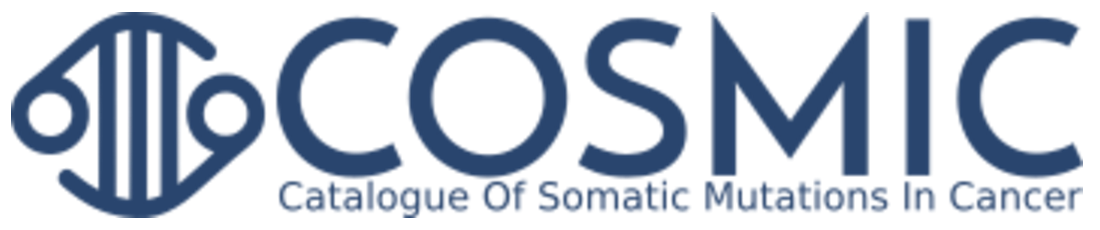 COSMIC
Catalogue Of Somatic Mutations In Cancer